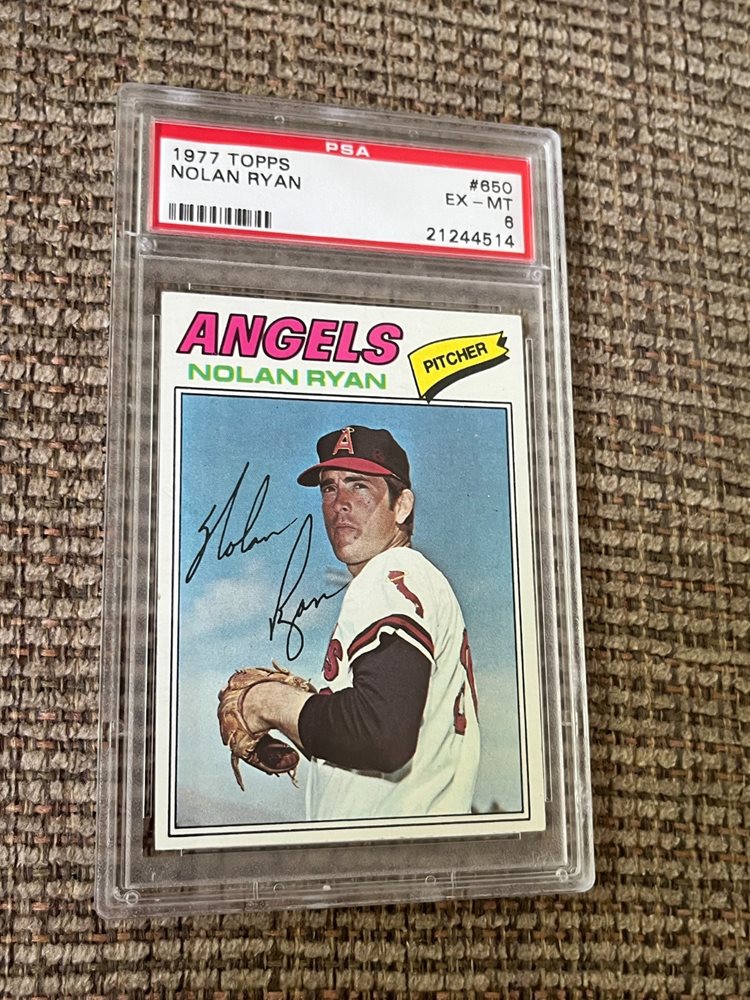 PSA
1977 TOPPS #650
NOLAN RYAN EX-MT
6
21244514
ANGELS
NOLAN RYAN
PITCHER
A
Nolan
Ryan